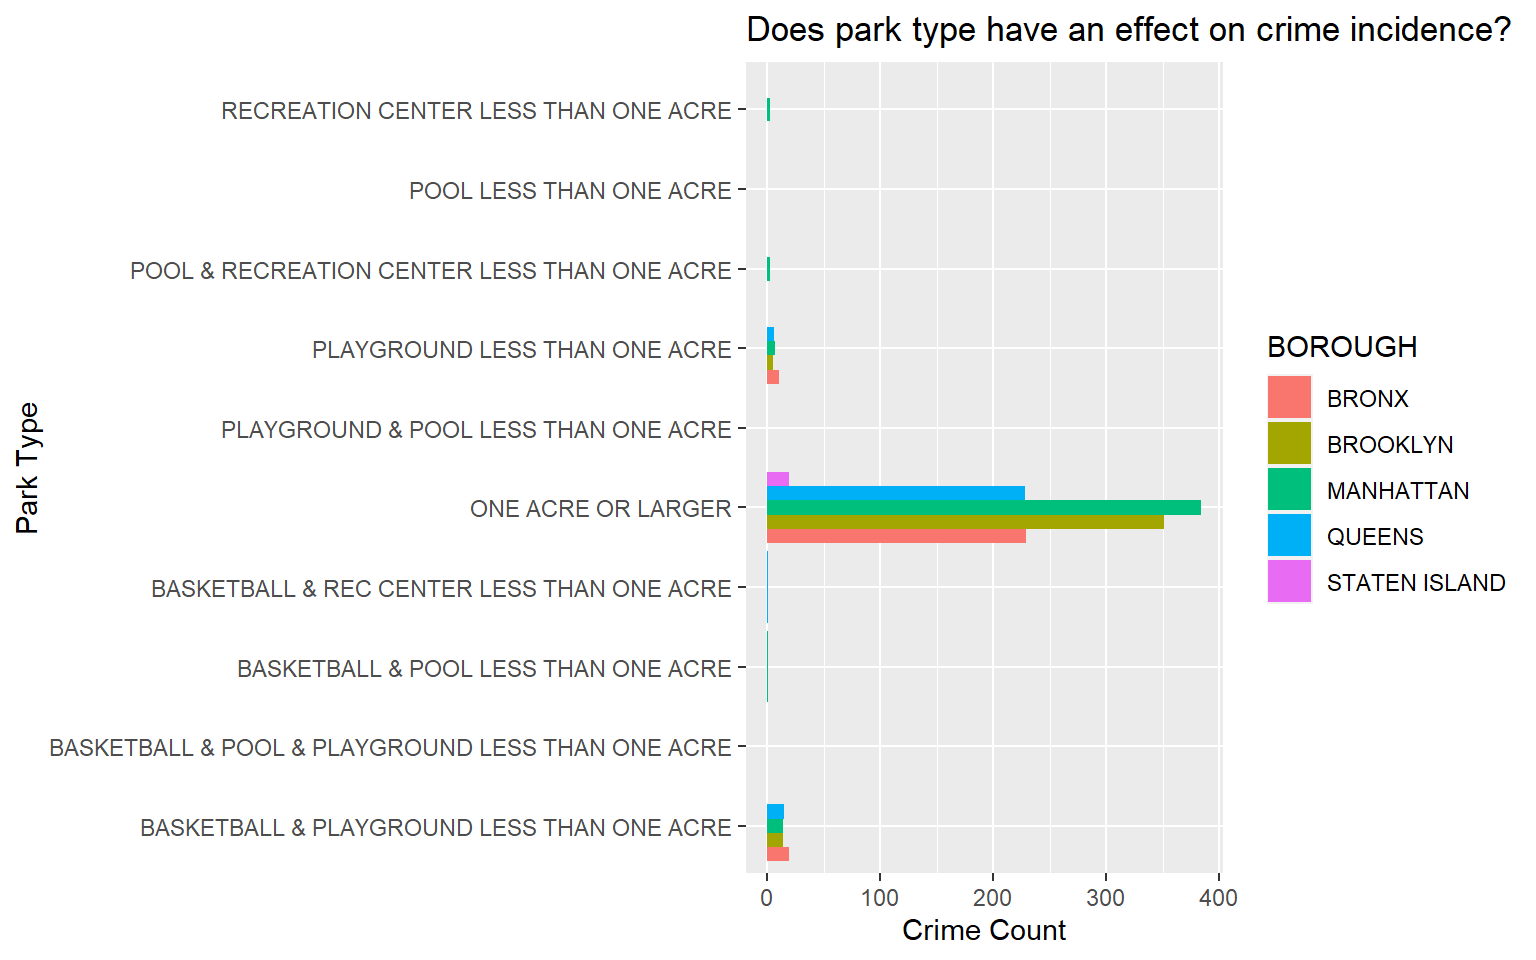 Does park type have an effect on crime incidence?
RECREATION CENTER LESS THAN ONE ACRE
POOL LESS THAN ONE ACRE
POOL & RECREATION CENTER LESS THAN ONE ACRE
PLAYGROUND LESS THAN ONE ACRE
PLAYGROUND & POOL LESS THAN ONE ACRE
ONE ACRE OR LARGER
BASKETBALL & REC CENTER LESS THAN ONE ACRE
BASKETBALL & POOL LESS THAN ONE ACRE
BASKETBALL & POOL & PLAYGROUND LESS THAN ONE ACRE
BASKETBALL & PLAYGROUND LESS THAN ONE ACRE
Park Type
0 100 200 300 400
Crime Count
BOROUGH
BRONX
BROOKLYN
MANHATTAN
QUEENS
STATEN ISLAND